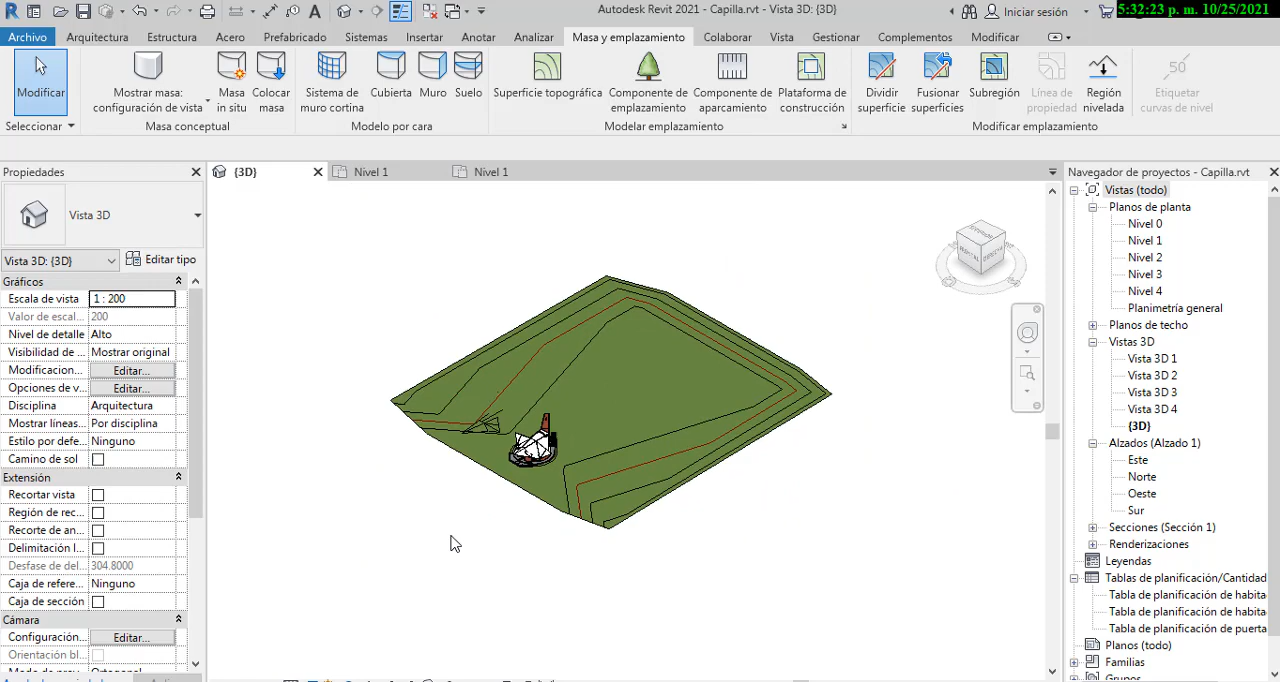 Autodesk Revit 2021 - Capilla.rvt - Vista 3D: {3D}
Iniciar sesión
5:32:23 p. m. 10/25/2021
Archivo Arquitectura Estructura Acero Prefabricado Sistemas Insertar Anotar Analizar Masa y emplazamiento Colaborar Vista Gestionar Complementos Modificar
Modificar
Mostrar masa:
configuración de vista
Masa
in situ
Colocar
masa
Sistema de
muro cortina
Cubierta
Muro
Suelo
Superficie topográfica
Componente de
emplazamiento
Componente de
aparcamiento
Plataforma de
construcción
Dividir
superficie
Fusionar
superficies
Subregión
Línea de
propiedad
Región
nivelada
50
Etiquetar
curvas de nivel
Seleccionar
Masa conceptual
Modelo por cara
Modelar emplazamiento
Modificar emplazamiento
Propiedades
Vista 3D
Vista 3D: {3D}
Editar tipo
Gráficos
Escala de vista 1 : 200
Valor de escal... 200
Nivel de detalle Alto
Visibilidad de ... Mostrar original
Modificacion... Editar...
Opciones de v... Editar...
Disciplina Arquitectura
Mostrar líneas... Por disciplina
Estilo por defe... Ninguno
Camino de sol
Extensión
Recortar vista
Región de rec...
Recorte de an...
Delimitación l...
Desfase de del... 304.8000
Caja de refere... Ninguno
Caja de sección
Cámara
Configuración... Editar...
Orientación bl...
{3D}
Nivel 1
Nivel 1
Navegador de proyectos - Capilla.rvt
Vistas (todo)
Planos de planta
Nivel 0
Nivel 1
Nivel 2
Nivel 3
Nivel 4
Planimetría general
Planos de techo
Vistas 3D
Vista 3D 1
Vista 3D 2
Vista 3D 3
Vista 3D 4
{3D}
Alzados (Alzado 1)
Este
Norte
Oeste
Sur
Secciones (Sección 1)
Renderizaciones
Leyendas
Tablas de planificación/Cantidad
Tabla de planificación de habita
Tabla de planificación de habita
Tabla de planificación de puerta
Planos (todo)
Familias